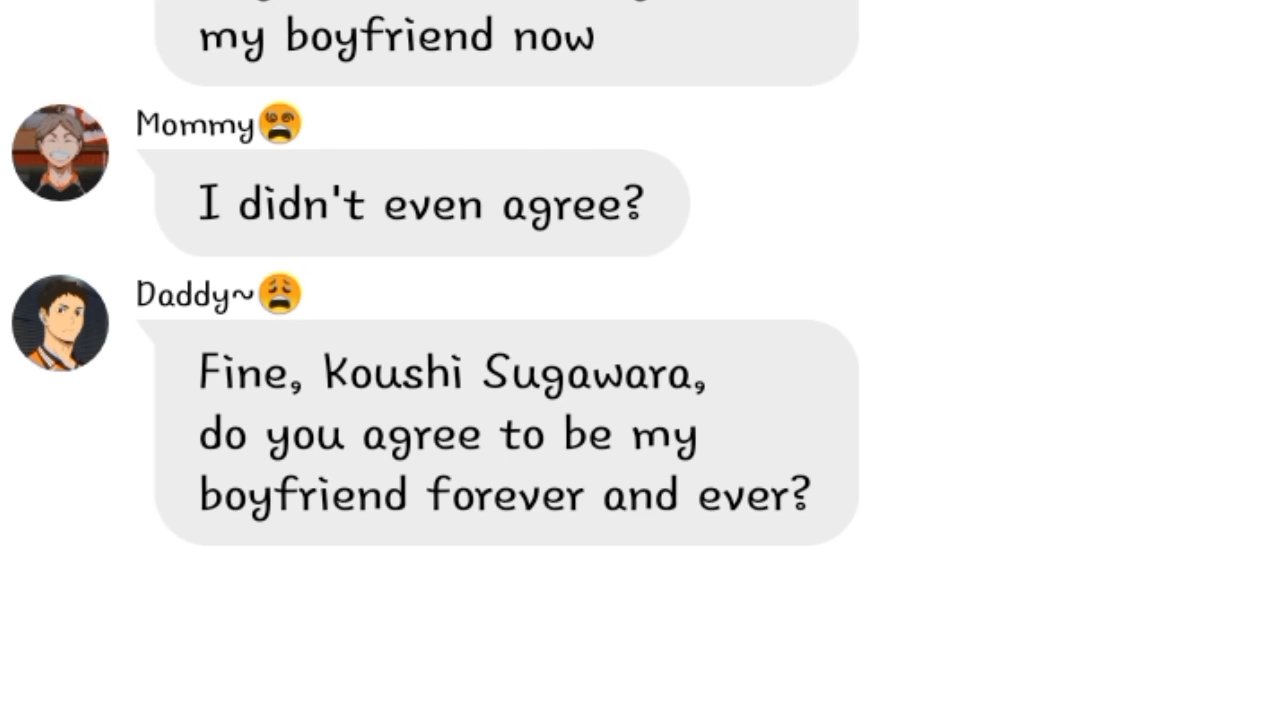 my boyfriend now
Mommy😵
I didn't even agree?
Daddy~😩
Fine, Koushi Sugawara,
do you agree to be my
boyfriend forever and ever?